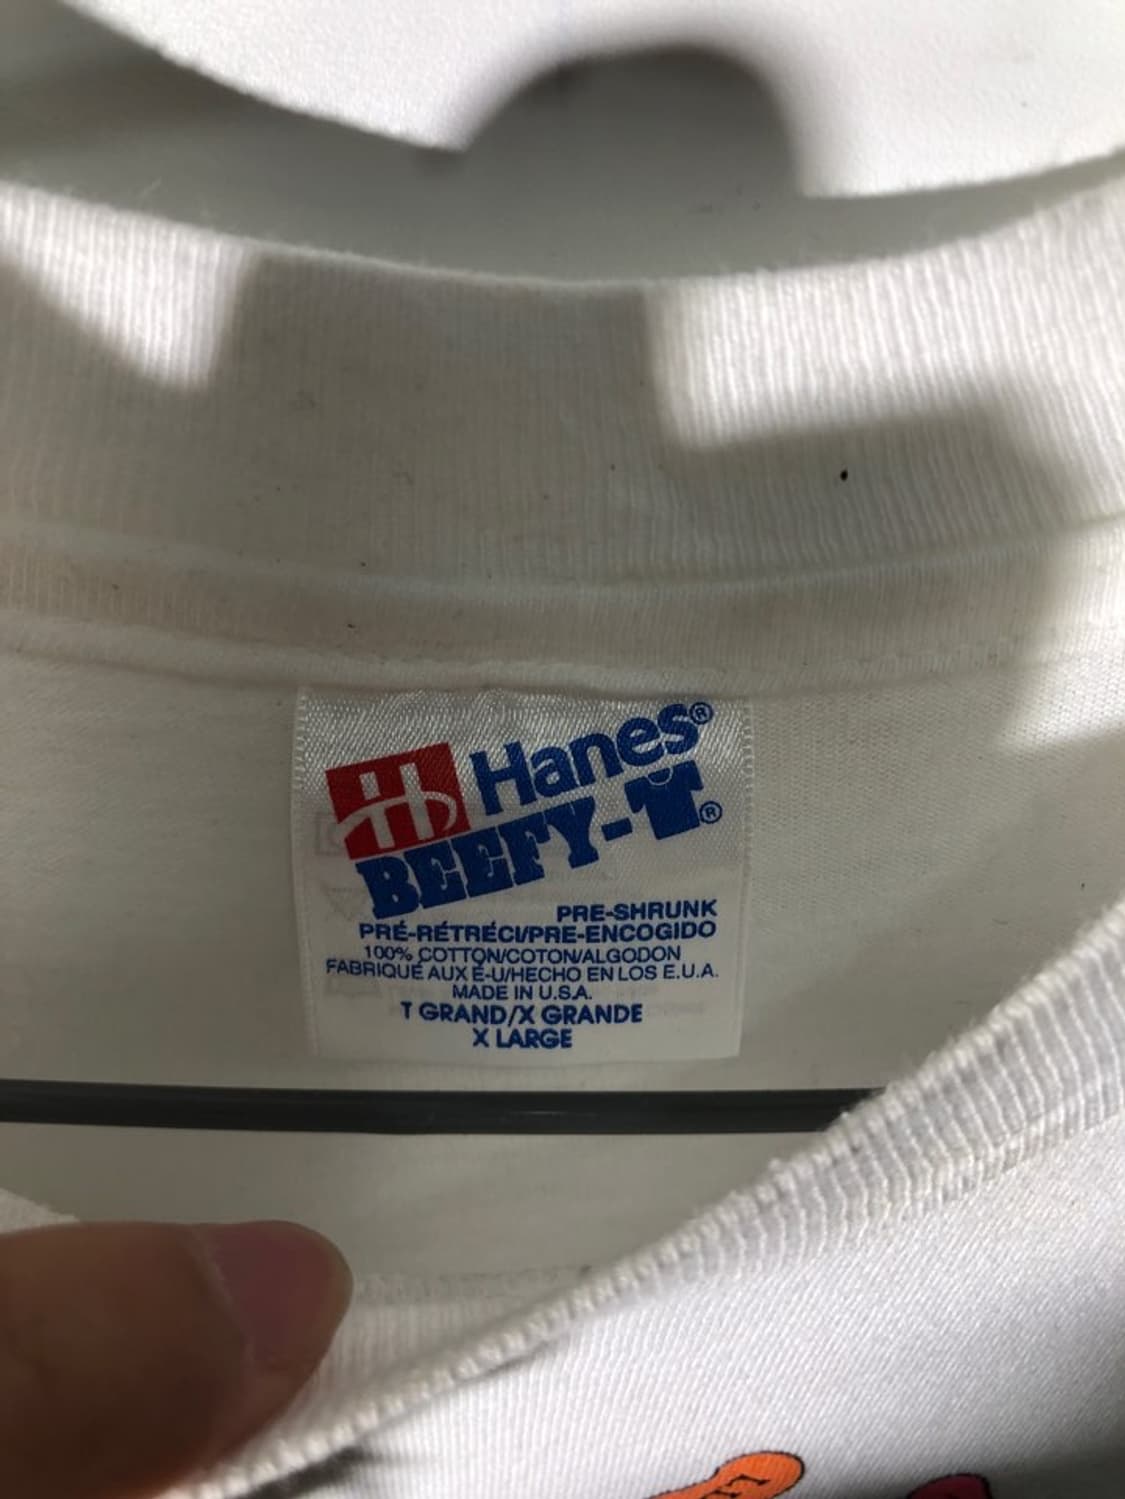 Hanes®
BEEFY-T®
PRE-SHRUNK
PRÉ-RÉTRÉCI/PRE-ENCOGIDO
100% COTTON/COTON/ALGODON
FABRIQUÉ AUX É-U/HECHO EN LOS E.U.A.
MADE IN U.S.A.
T GRAND/X GRANDE
X LARGE